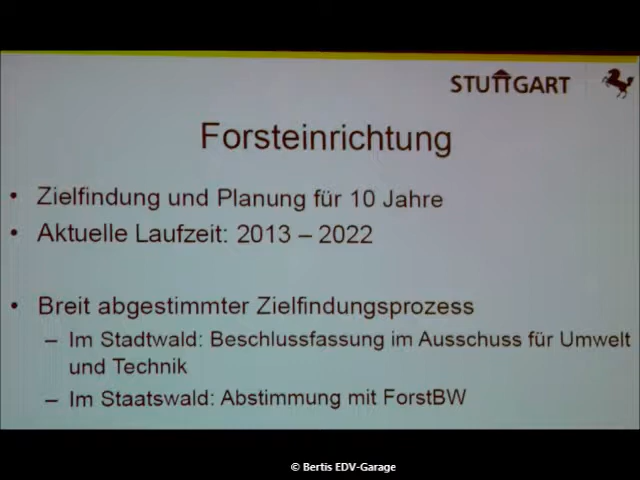 STUTTGART
Forsteinrichtung
• Zielfindung und Planung für 10 Jahre
• Aktuelle Laufzeit: 2013 – 2022
• Breit abgestimmter Zielfindungsprozess
– Im Stadtwald: Beschlussfassung im Ausschuss für Umwelt
und Technik
– Im Staatswald: Abstimmung mit ForstBW
© Bertis EDV-Garage